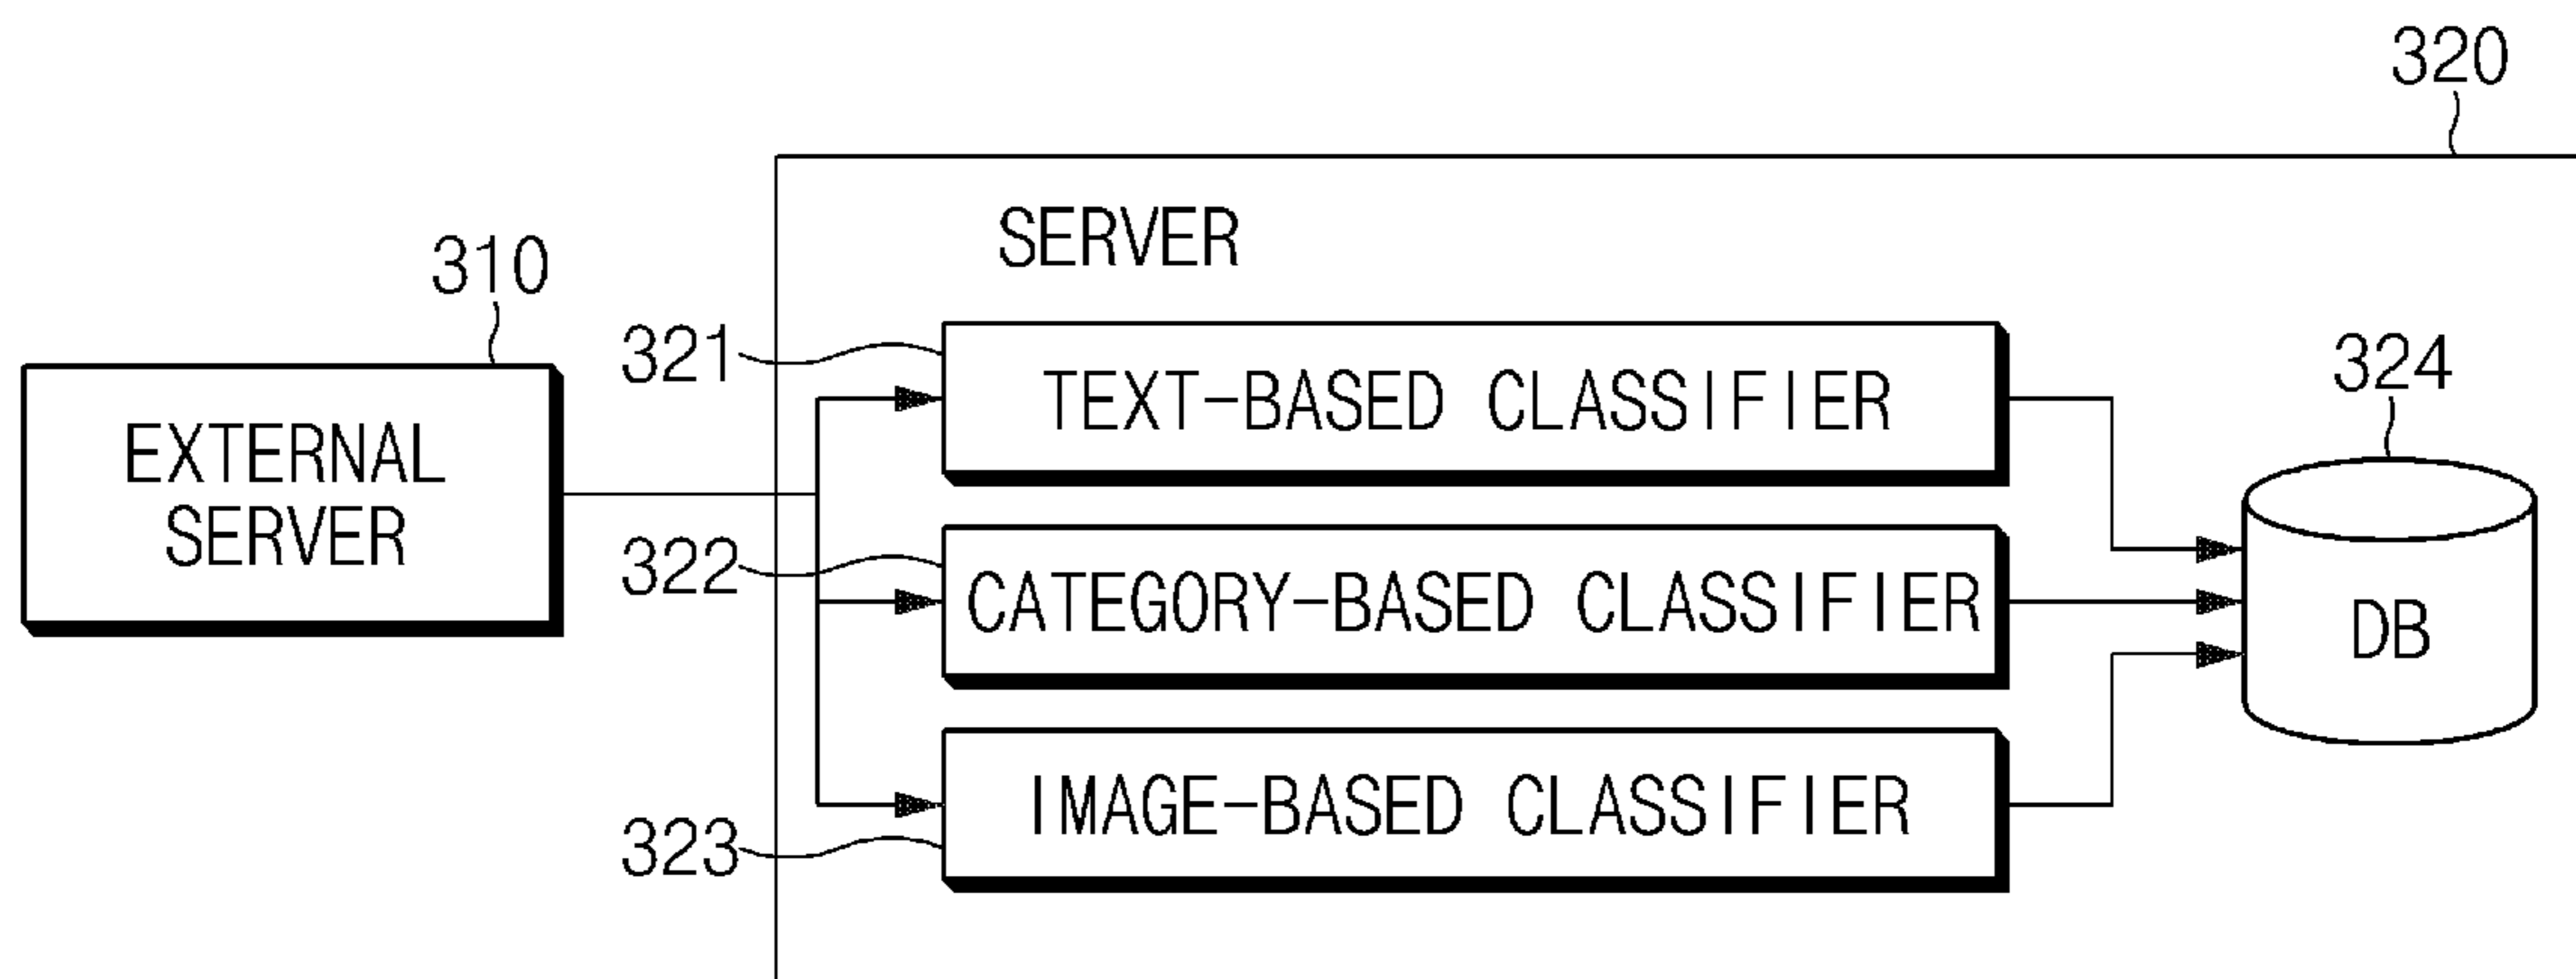 320
SERVER
310
321
TEXT-BASED CLASSIFIER
324
EXTERNAL
SERVER
322
CATEGORY-BASED CLASSIFIER
DB
323
IMAGE-BASED CLASSIFIER